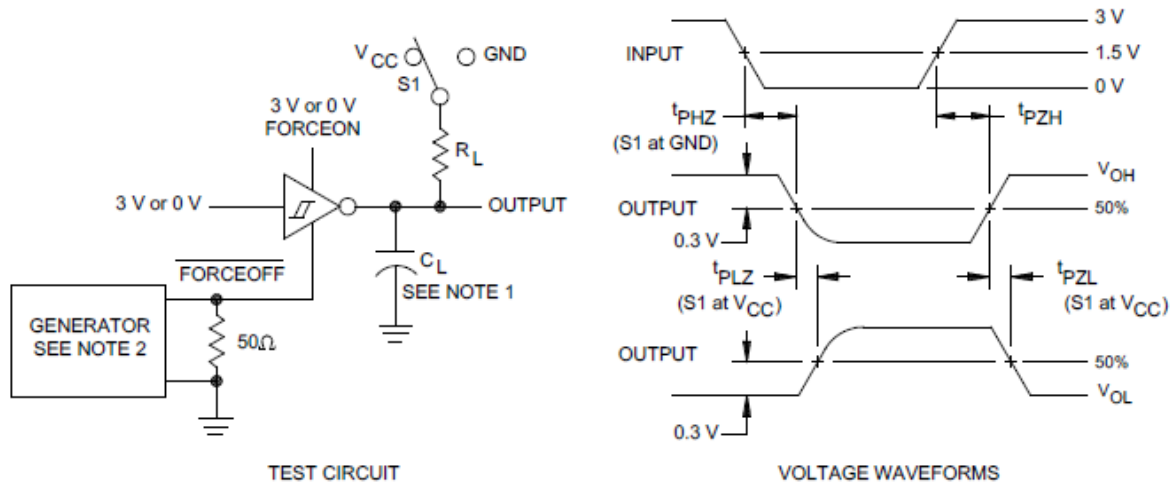 VCC
GND
S1
3 V or 0 V
FORCEON
RL
3 V or 0 V
OUTPUT
FORCEOFF
CL
SEE NOTE 1
GENERATOR
SEE NOTE 2
50Ω
TEST CIRCUIT
3 V
INPUT
1.5 V
0 V
tPHZ
(S1 at GND)
tPZH
VOH
OUTPUT
50%
0.3 V
tPLZ
(S1 at VCC)
tPZL
(S1 at VCC)
OUTPUT
50%
VOL
0.3 V
VOLTAGE WAVEFORMS